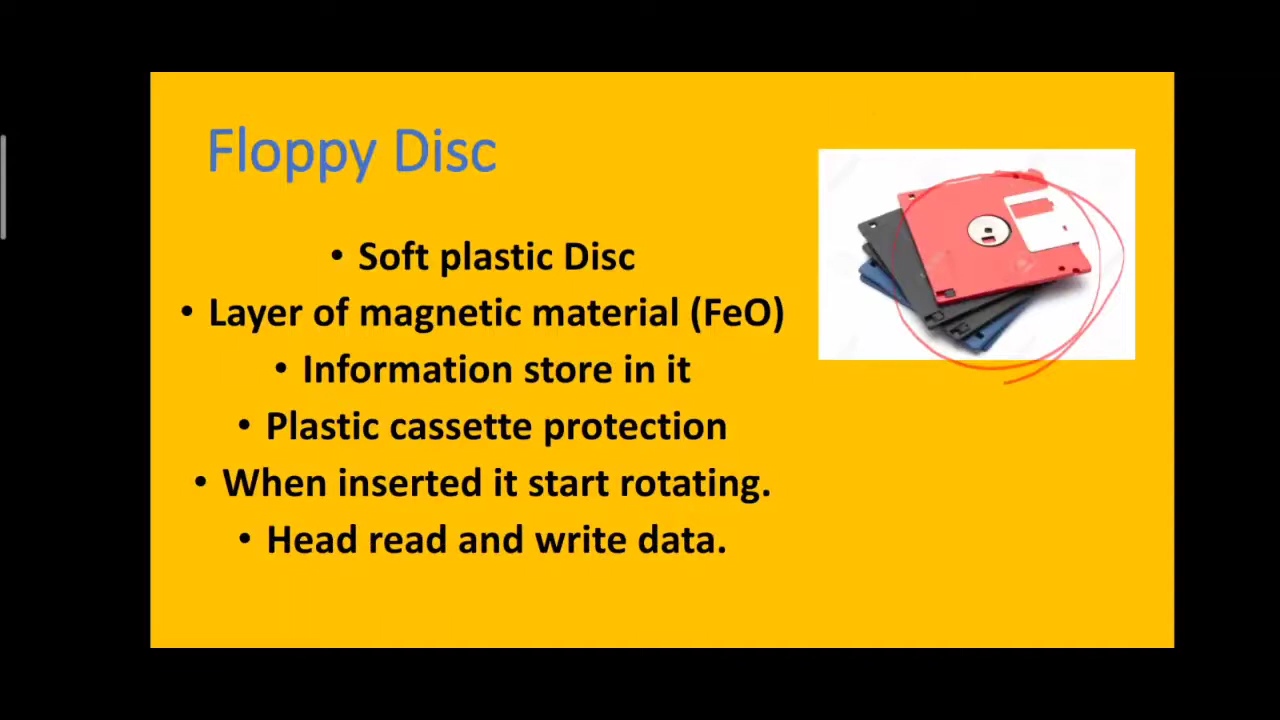 Floppy Disc
• Soft plastic Disc
• Layer of magnetic material (FeO)
• Information store in it
• Plastic cassette protection
• When inserted it start rotating.
• Head read and write data.